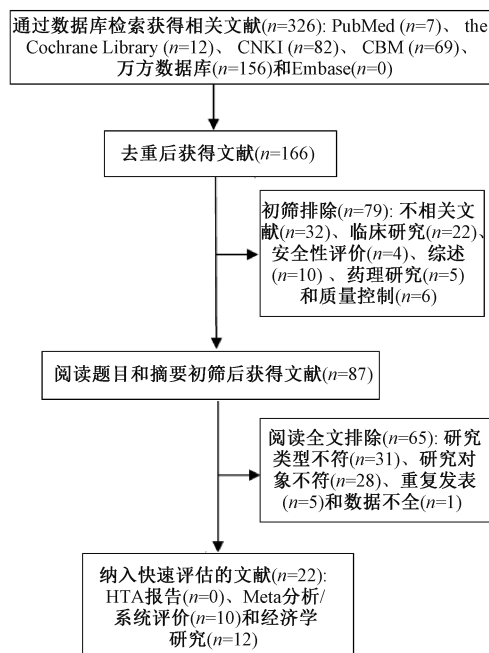 通过数据库检索获得相关文献(n=326): PubMed (n=7)、the
Cochrane Library (n=12)、CNKI (n=82)、CBM (n=69)、
万方数据库(n=156)和Embase(n=0)
去重后获得文献(n=166)
初筛排除(n=79): 不相关文
献(n=32)、临床研究(n=22)、
安全性评价(n=4)、综述
(n=10)、药理研究(n=5)
和质量控制(n=6)
阅读题目和摘要初筛后获得文献(n=87)
阅读全文排除(n=65): 研究
类型不符(n=31)、研究对
象不符(n=28)、重复发表
(n=5)和数据不全(n=1)
纳入快速评估的文献(n=22):
HTA报告(n=0)、Meta分析/
系统评价(n=10)和经济学
研究(n=12)